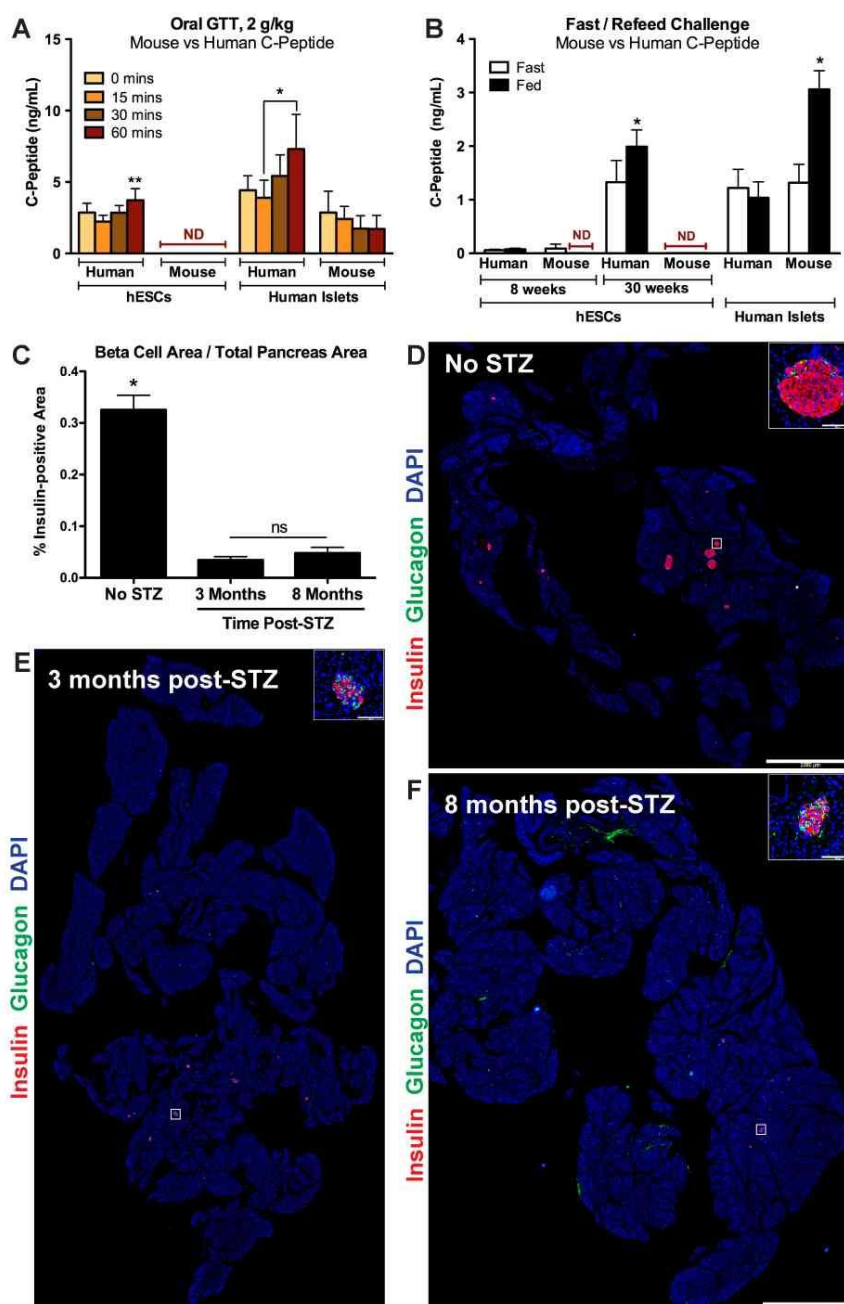 A
Oral GTT, 2 g/kg
Mouse vs Human C-Peptide
C-Peptide (ng/mL)
15
10
5
0
0 mins
15 mins
30 mins
60 mins
**
ND
*
Human Mouse Human Mouse
hESCs Human Islets
B
Fast / Refeed Challenge
Mouse vs Human C-Peptide
C-Peptide (ng/mL)
4
3
2
1
0
Fast
Fed
ND
*
ND
*
Human Mouse Human Mouse Human Mouse
8 weeks 30 weeks
hESCs Human Islets
C
Beta Cell Area / Total Pancreas Area
% Insulin-positive Area
0.4
0.3
0.2
0.1
0.0
*
ns
No STZ 3 Months 8 Months
Time Post-STZ
D
No STZ
Insulin Glucagon DAPI
E
3 months post-STZ
Insulin Glucagon DAPI
F
8 months post-STZ
Insulin Glucagon DAPI